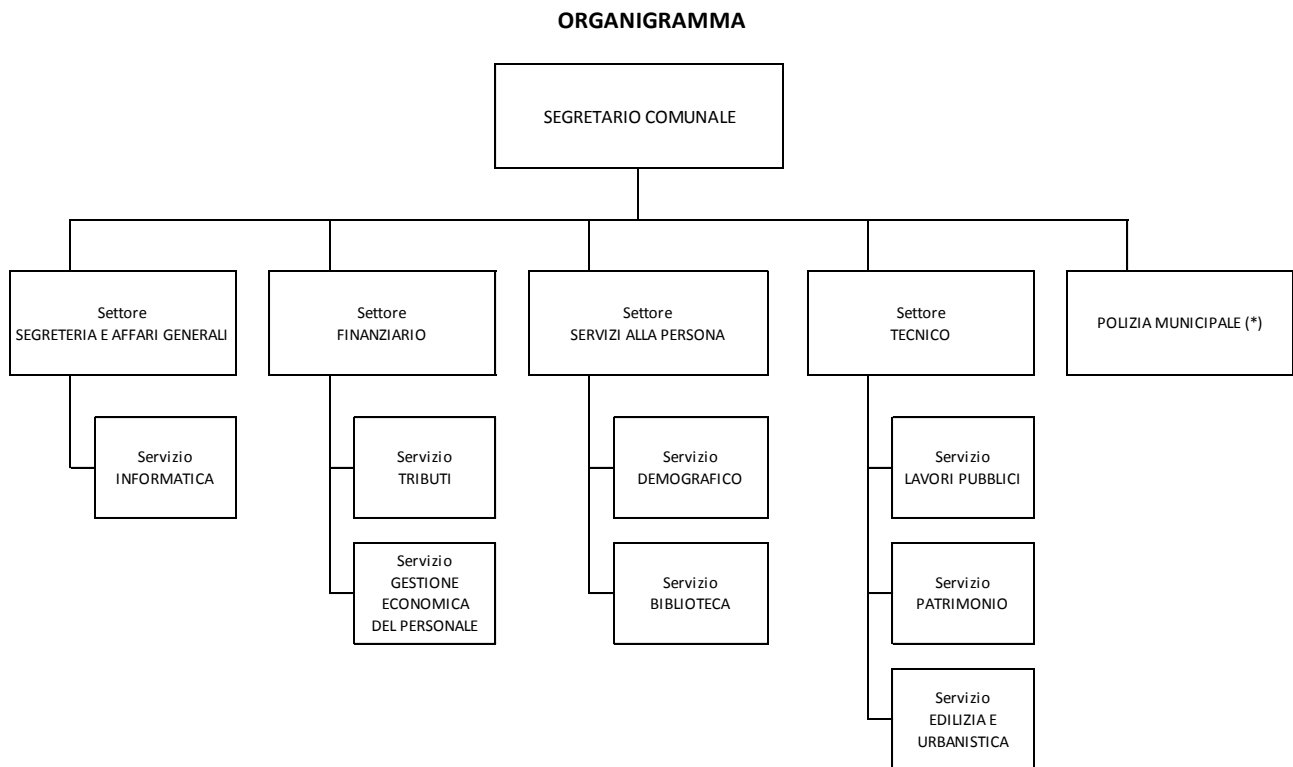 ORGANIGRAMMA
SEGRETARIO COMUNALE
Settore
SEGRETERIA E AFFARI GENERALI
Settore
FINANZIARIO
Settore
SERVIZI ALLA PERSONA
Settore
TECNICO
POLIZIA MUNICIPALE (*)
Servizio
INFORMATICA
Servizio
TRIBUTI
Servizio
DEMOGRAFICO
Servizio
LAVORI PUBBLICI
Servizio
GESTIONE
ECONOMICA
DEL PERSONALE
Servizio
BIBLIOTECA
Servizio
PATRIMONIO
Servizio
EDILIZIA E
URBANISTICA